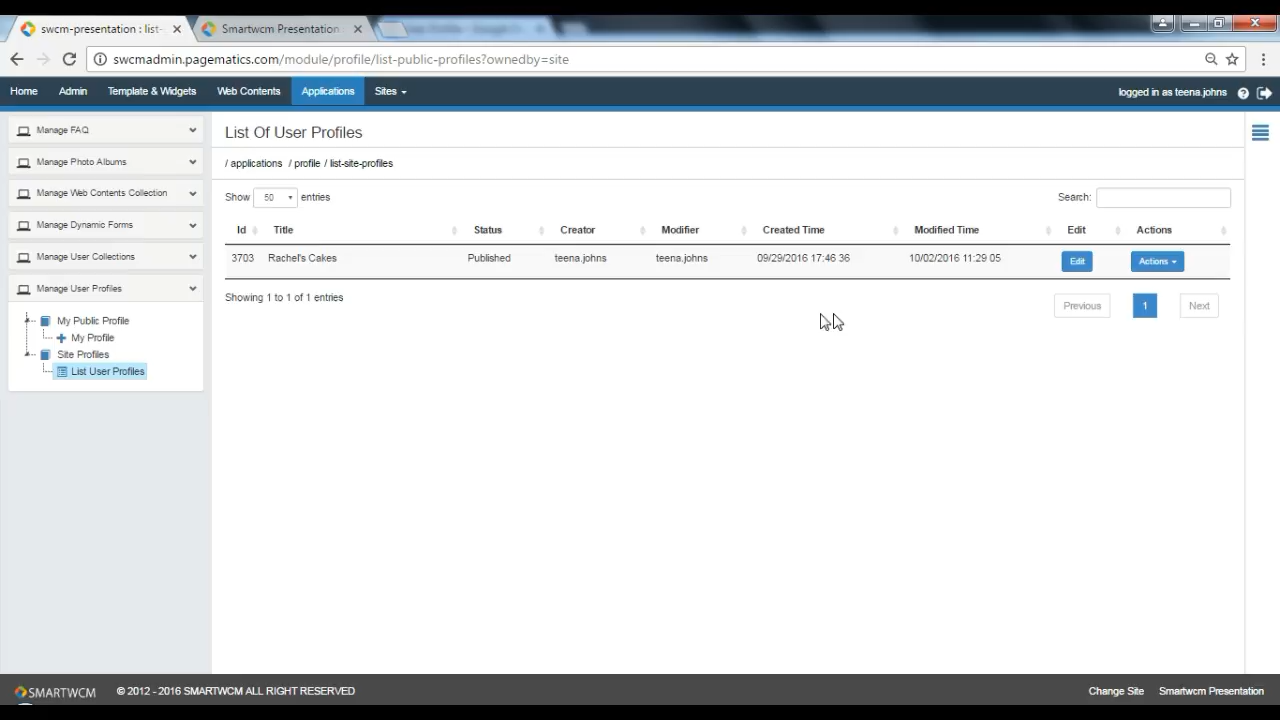 swcm-presentation : list-
Smartwcm Presentation
swcmadmin.pagematics.com/module/profile/list-public-profiles?ownedby=site
Home Admin Template & Widgets Web Contents Applications Sites logged in as teena.johns
Manage FAQ
Manage Photo Albums
Manage Web Contents Collection
Manage Dynamic Forms
Manage User Collections
Manage User Profiles
My Public Profile
My Profile
Site Profiles
List User Profiles
List Of User Profiles
/ applications / profile / list-site-profiles
Show 50 entries Search:
Id Title Status Creator Modifier Created Time Modified Time Edit Actions
3703 Rachel's Cakes Published teena.johns teena.johns 09/29/2016 17:46 36 10/02/2016 11:29 05 Edit Actions
Showing 1 to 1 of 1 entries Previous 1 Next
SMARTWCM © 2012 - 2016 SMARTWCM ALL RIGHT RESERVED Change Site Smartwcm Presentation